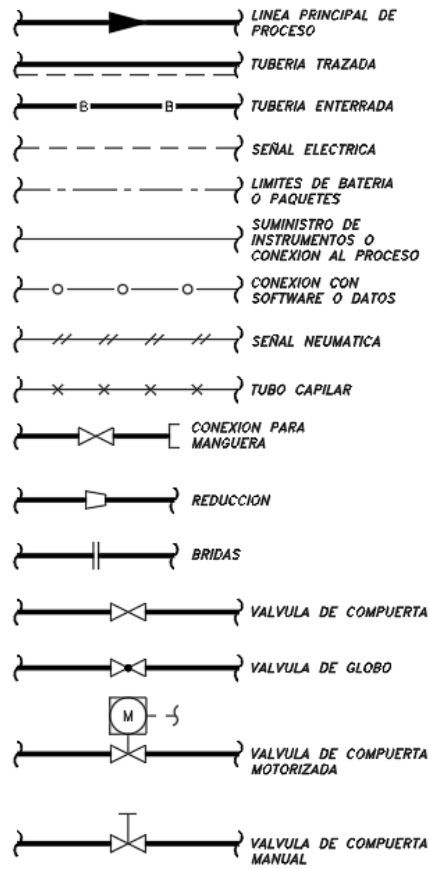 LINEA PRINCIPAL DE
PROCESO
TUBERIA TRAZADA
B B TUBERIA ENTERRADA
SEÑAL ELECTRICA
LIMITES DE BATERIA
O PAQUETES
SUMINISTRO DE
INSTRUMENTOS O
CONEXION AL PROCESO
CONEXION CON
SOFTWARE O DATOS
SEÑAL NEUMATICA
TUBO CAPILAR
CONEXION PARA
MANGUERA
REDUCCION
BRIDAS
VALVULA DE COMPUERTA
VALVULA DE GLOBO
M
VALVULA DE COMPUERTA
MOTORIZADA
VALVULA DE COMPUERTA
MANUAL